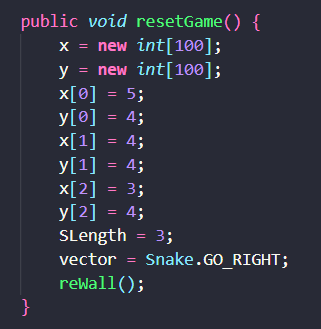 public void resetGame() {
    x = new int[100];
    y = new int[100];
    x[0] = 5;
    y[0] = 4;
    x[1] = 4;
    y[1] = 4;
    x[2] = 3;
    y[2] = 4;
    SLength = 3;
    vector = Snake.GO_RIGHT;
    reWall();
}